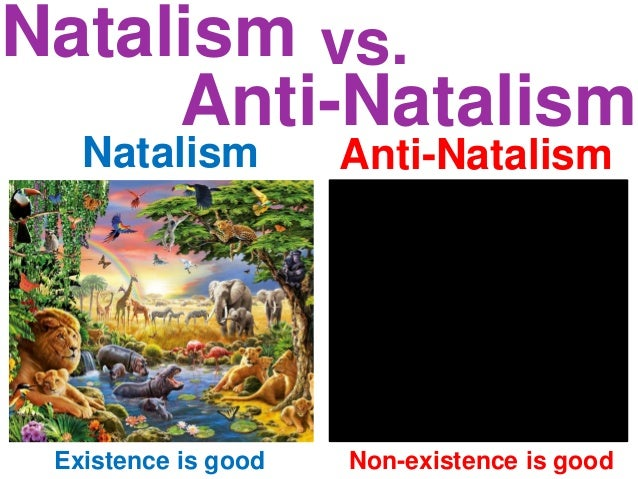 Natalism vs.
Anti-Natalism
Natalism
Anti-Natalism
Existence is good
Non-existence is good